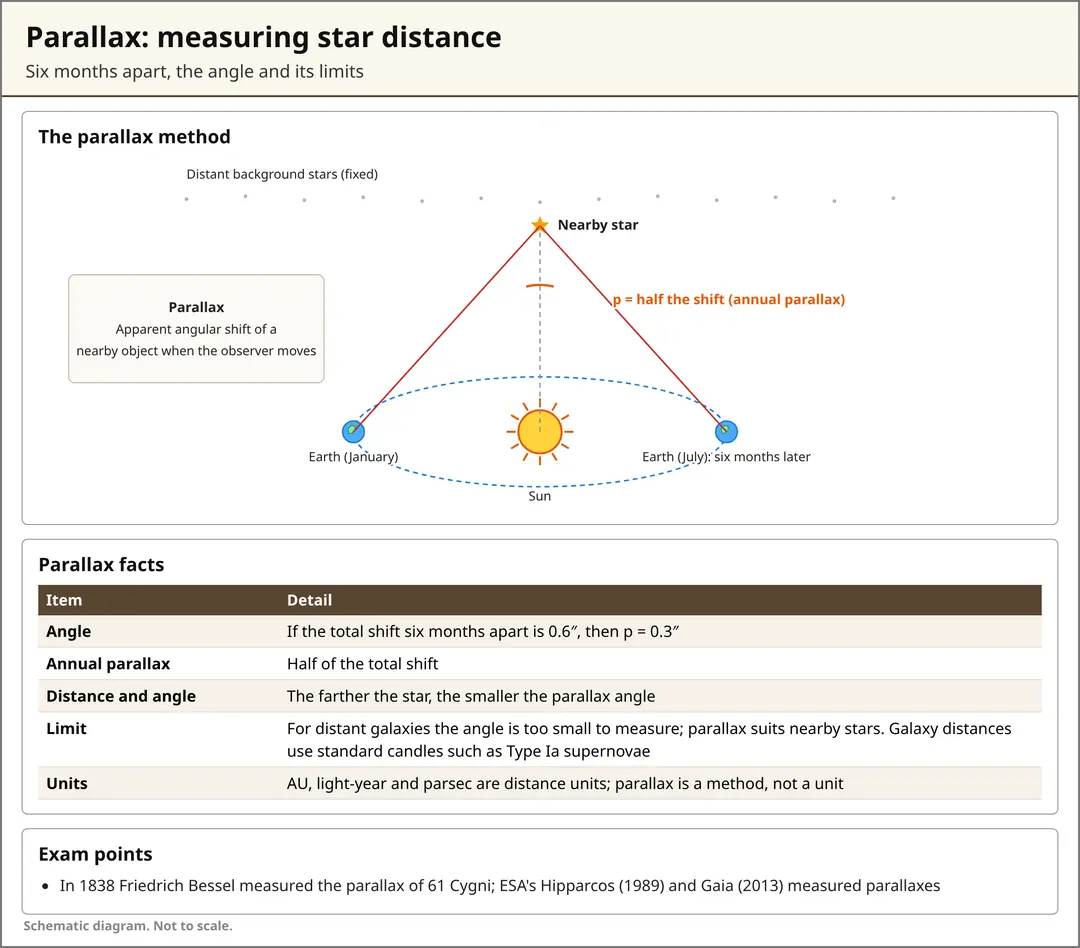 Parallax: measuring star distance
Six months apart, the angle and its limits
The parallax method
Distant background stars (fixed)
Nearby star
p = half the shift (annual parallax)
Parallax
Apparent angular shift of a
nearby object when the observer moves
Earth (January)
Earth (July): six months later
Sun
Parallax facts
Item Detail
Angle If the total shift six months apart is 0.6″, then p = 0.3″
Annual parallax Half of the total shift
Distance and angle The farther the star, the smaller the parallax angle
Limit For distant galaxies the angle is too small to measure; parallax suits nearby stars. Galaxy distances
use standard candles such as Type Ia supernovae
Units AU, light-year and parsec are distance units; parallax is a method, not a unit
Exam points
• In 1838 Friedrich Bessel measured the parallax of 61 Cygni; ESA's Hipparcos (1989) and Gaia (2013) measured parallaxes
Schematic diagram. Not to scale.